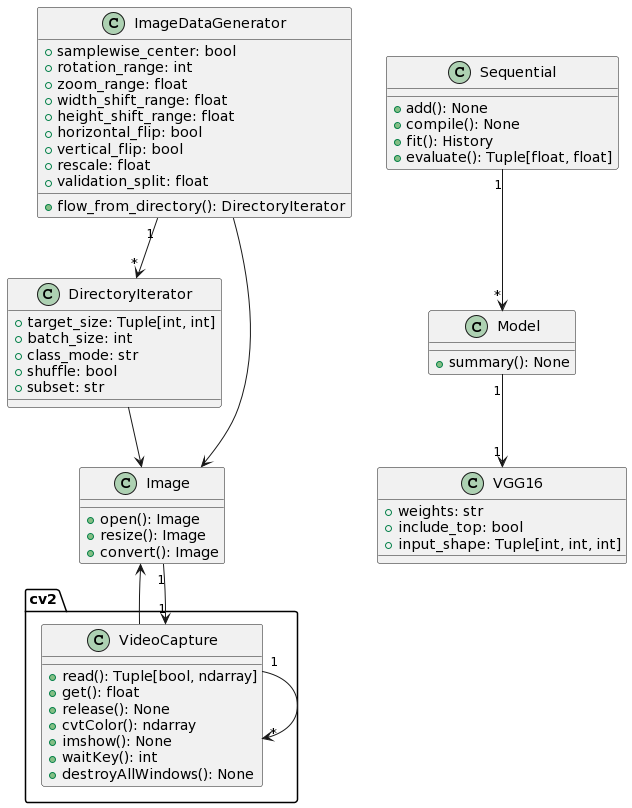 C ImageDataGenerator
samplewise_center: bool
rotation_range: int
zoom_range: float
width_shift_range: float
height_shift_range: float
horizontal_flip: bool
vertical_flip: bool
rescale: float
validation_split: float
flow_from_directory(): DirectoryIterator
C Sequential
add(): None
compile(): None
fit(): History
evaluate(): Tuple[float, float]
1
*
1
*
C DirectoryIterator
target_size: Tuple[int, int]
batch_size: int
class_mode: str
shuffle: bool
subset: str
C Model
summary(): None
1
1
C Image
open(): Image
resize(): Image
convert(): Image
C VGG16
weights: str
include_top: bool
input_shape: Tuple[int, int, int]
1
1
cv2
C VideoCapture
read(): Tuple[bool, ndarray]
get(): float
release(): None
cvtColor(): ndarray
imshow(): None
waitKey(): int
destroyAllWindows(): None
1
*